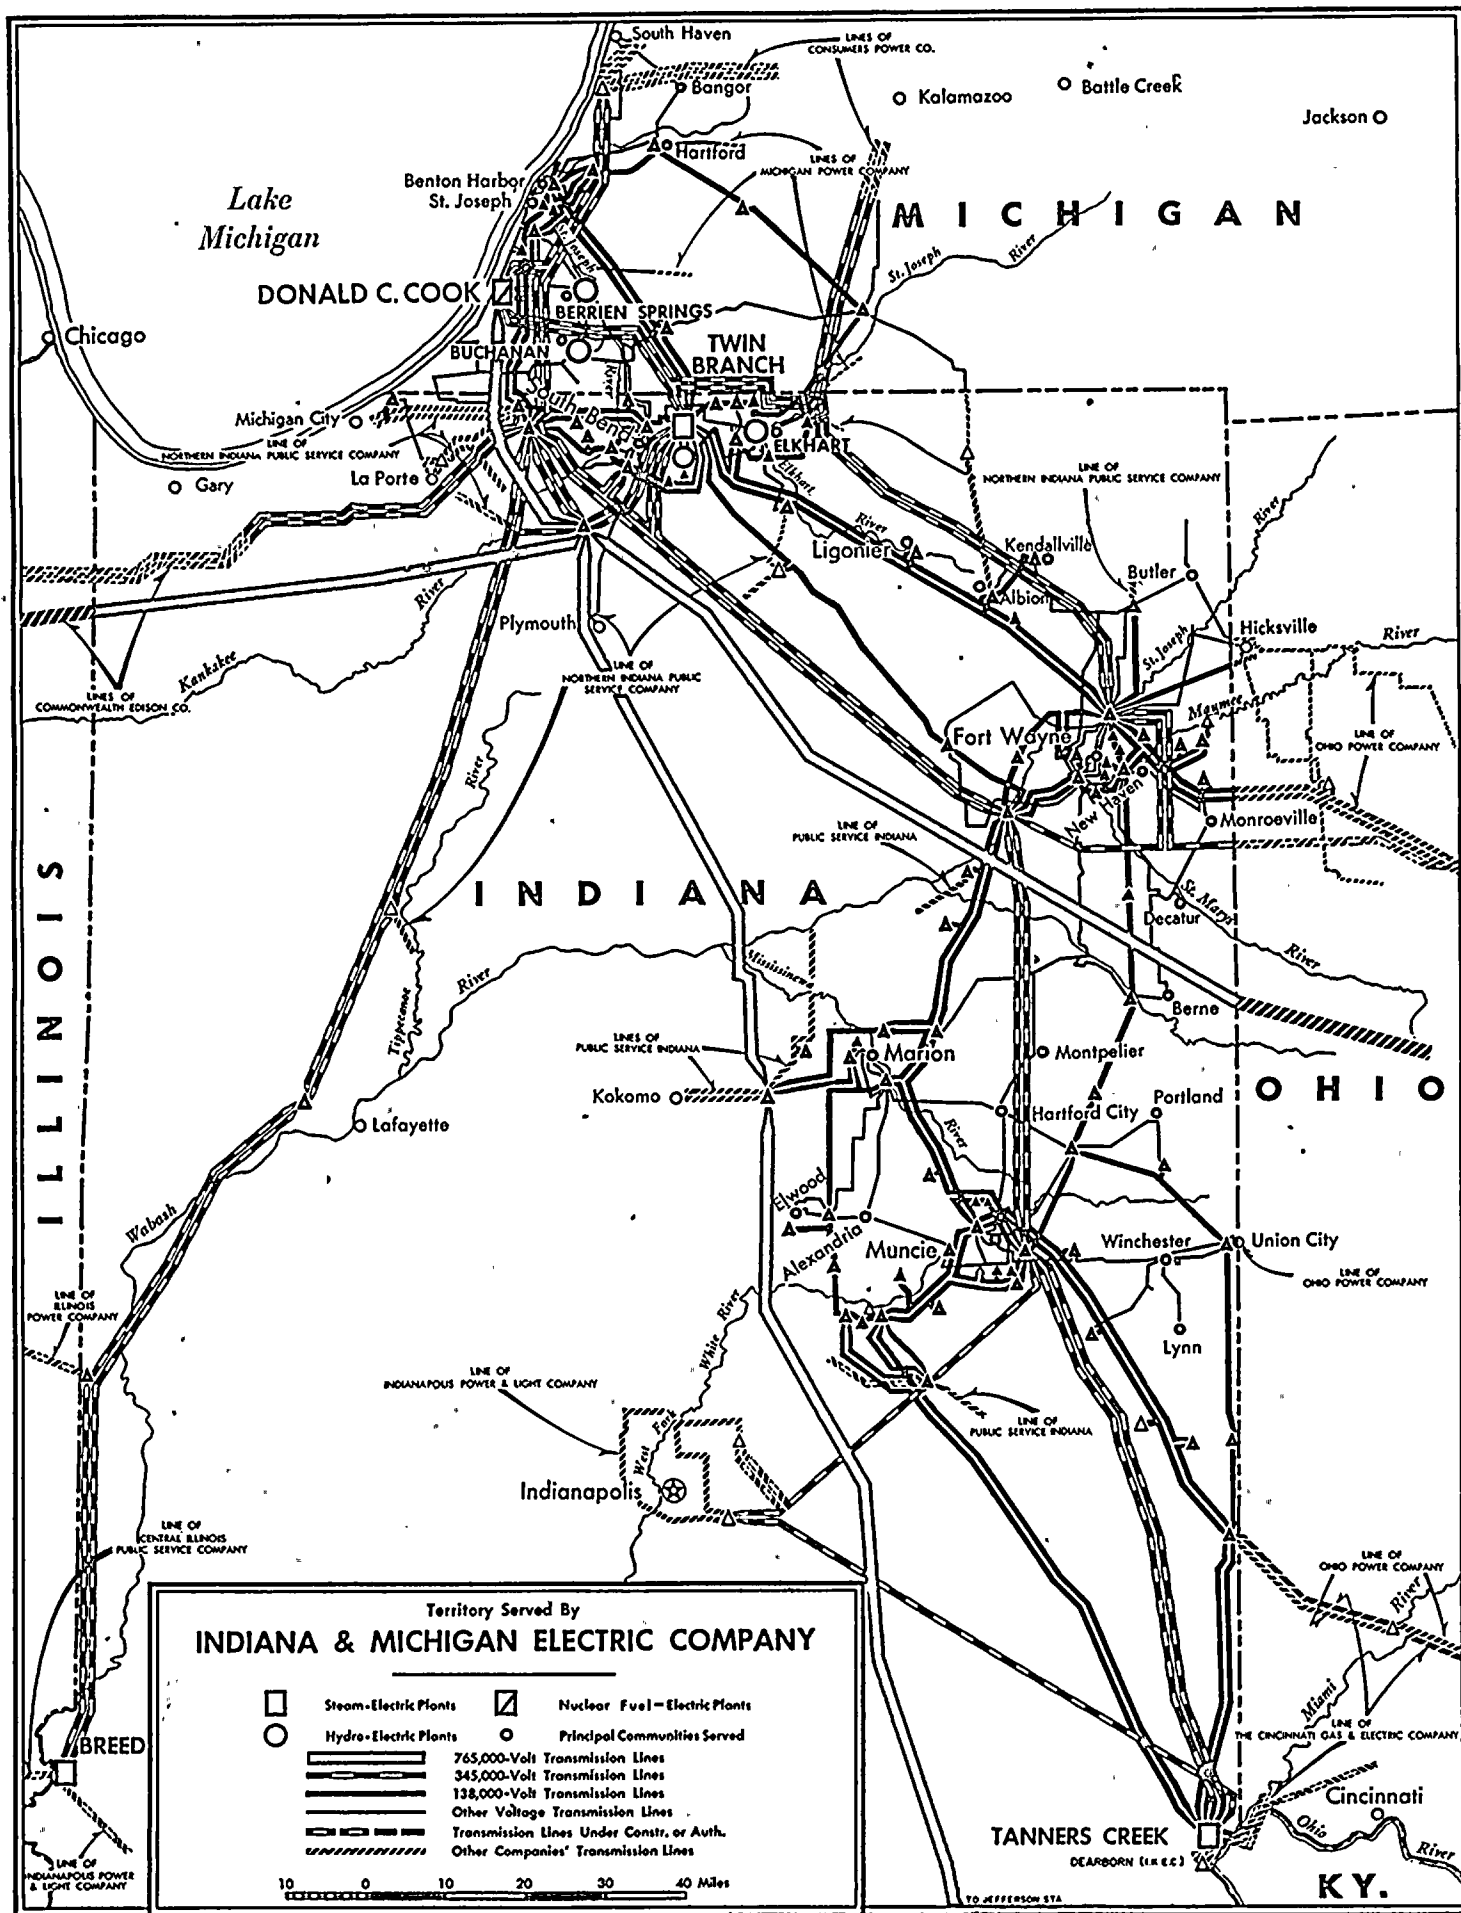 South Haven
LINES OF
CONSUMERS POWER CO.
Bangor
Kalamazoo
Battle Creek
Jackson
Hartford
LINES OF
MICHIGAN POWER COMPANY
Benton Harbor
St. Joseph
Lake
Michigan
MICHIGAN
St. Joseph
River
St. Joseph
DONALD C. COOK
BERRIEN SPRINGS
Chicago
BUCHANAN
TWIN
BRANCH
River
South Bend
Michigan City
LINE OF
NORTHERN INDIANA PUBLIC SERVICE COMPANY
6
ELKHART
La Porte
Gary
Elkhart
River
LINE OF
NORTHERN INDIANA PUBLIC SERVICE COMPANY
River
Ligonier
Kendallville
Albion
Butler
River
Plymouth
St. Joseph
Hicksville
River
Kankakee
LINES OF
COMMONWEALTH EDISON CO.
LINE OF
NORTHERN INDIANA PUBLIC
SERVICE COMPANY
Maumee
Fort Wayne
LINE OF
OHIO POWER COMPANY
River
New Haven
Monroeville
LINE OF
PUBLIC SERVICE INDIANA
ILLINOIS
INDIANA
St. Marys
River
Decatur
River
Mississinewa
Tippecanoe
Berne
LINES OF
PUBLIC SERVICE INDIANA
Marion
Montpelier
OHIO
Kokomo
Lafayette
Hartford City
Portland
River
Elwood
Wabash
Alexandria
Muncie
Winchester
Union City
LINE OF
OHIO POWER COMPANY
LINE OF
ILLINOIS
POWER COMPANY
White River
Lynn
LINE OF
INDIANAPOLIS POWER & LIGHT COMPANY
LINE OF
PUBLIC SERVICE INDIANA
West Fork
Indianapolis
LINE OF
CENTRAL ILLINOIS
PUBLIC SERVICE COMPANY
LINE OF
OHIO POWER COMPANY
River
Miami
LINE OF
THE CINCINNATI GAS & ELECTRIC COMPANY
BREED
Cincinnati
Ohio
River
TANNERS CREEK
DEARBORN (I.K.E.C.)
KY.
LINE OF
INDIANAPOLIS POWER
& LIGHT COMPANY
TO JEFFERSON STA
Territory Served By
INDIANA & MICHIGAN ELECTRIC COMPANY
Steam-Electric Plants
Nuclear Fuel-Electric Plants
Hydro-Electric Plants
Principal Communities Served
765,000-Volt Transmission Lines
345,000-Volt Transmission Lines
138,000-Volt Transmission Lines
Other Voltage Transmission Lines
Transmission Lines Under Constr. or Auth.
Other Companies' Transmission Lines
10 0 10 20 30 40 Miles